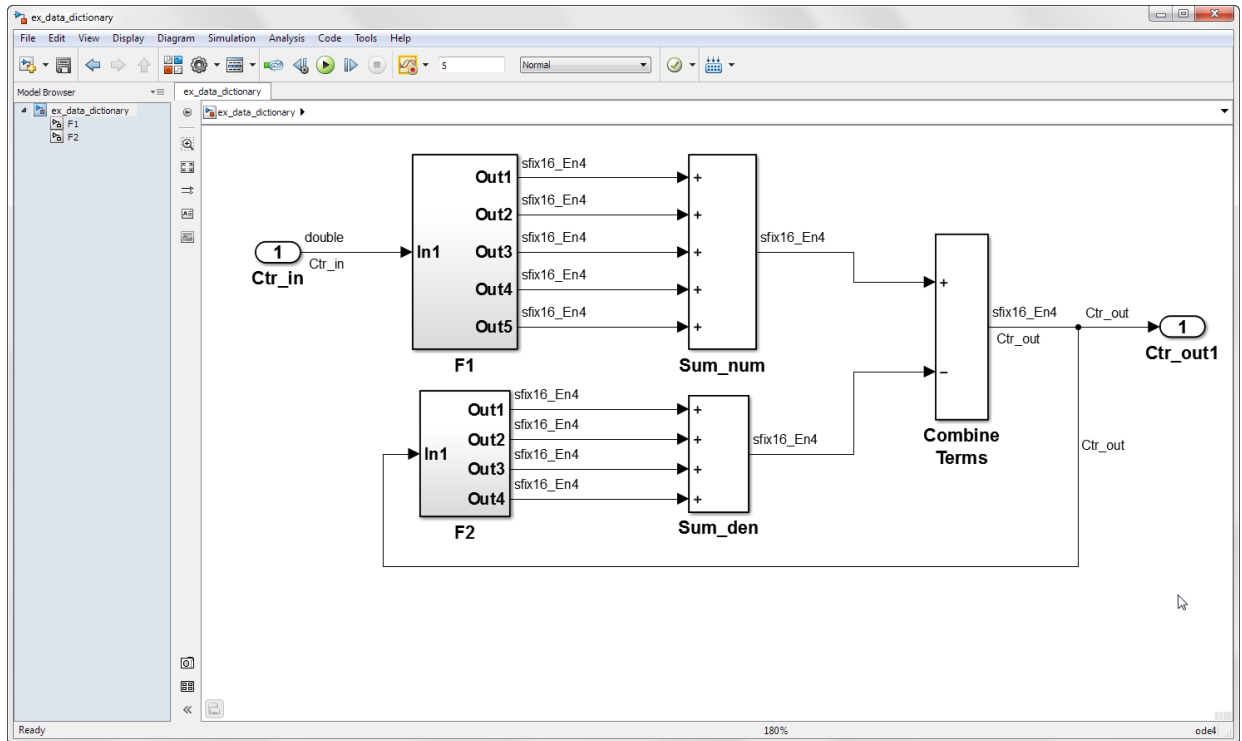 ex_data_dictionary
File Edit View Display Diagram Simulation Analysis Code Tools Help
5
Normal
Model Browser
ex_data_dictionary
ex_data_dictionary
F1
F2
ex_data_dictionary
double
1
Ctr_in
Ctr_in
In1
Out1
Out2
Out3
Out4
Out5
F1
sfix16_En4
sfix16_En4
sfix16_En4
sfix16_En4
sfix16_En4
+
+
+
+
+
Sum_num
sfix16_En4
In1
Out1
Out2
Out3
Out4
F2
sfix16_En4
sfix16_En4
sfix16_En4
sfix16_En4
+
+
+
+
Sum_den
sfix16_En4
+
−
Combine
Terms
sfix16_En4
Ctr_out
Ctr_out
Ctr_out
1
Ctr_out1
Ready
180%
ode4